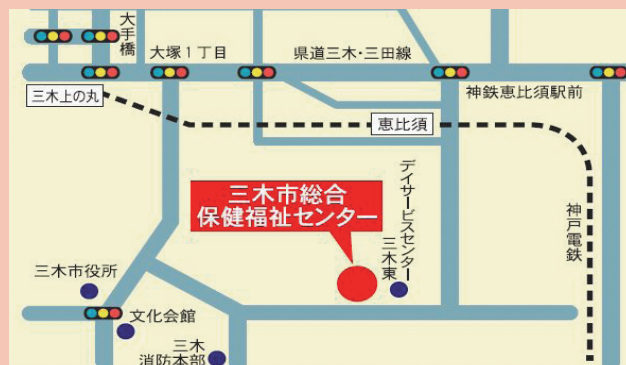 大手橋
大塚1丁目
県道三木・三田線
神鉄恵比須駅前
三木上の丸
恵比須
三木市総合
保健福祉センター
デイサービスセンター
三木東
神戸電鉄
三木市役所
文化会館
三木
消防本部